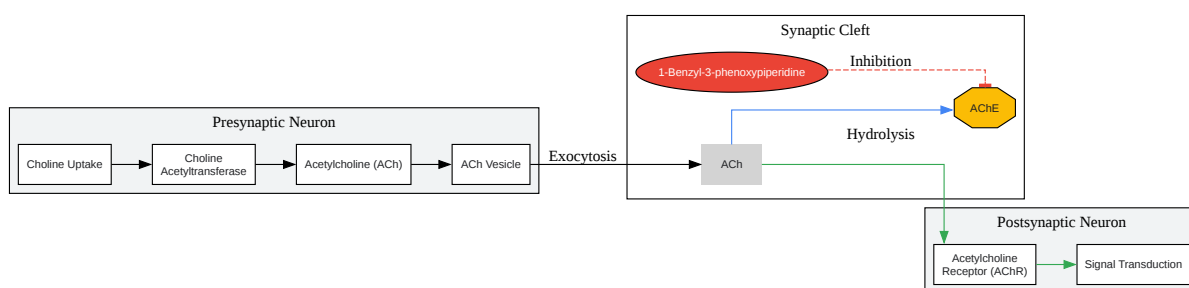 Synaptic Cleft
1-Benzyl-3-phenoxypiperidine
Inhibition
AChE
Hydrolysis
Presynaptic Neuron
Choline Uptake
Choline
Acetyltransferase
Acetylcholine (ACh)
ACh Vesicle
Exocytosis
ACh
Postsynaptic Neuron
Acetylcholine
Receptor (AChR)
Signal Transduction